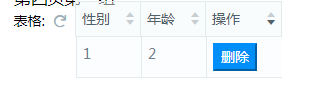 表格: 性别 年龄 操作
1 2 删除